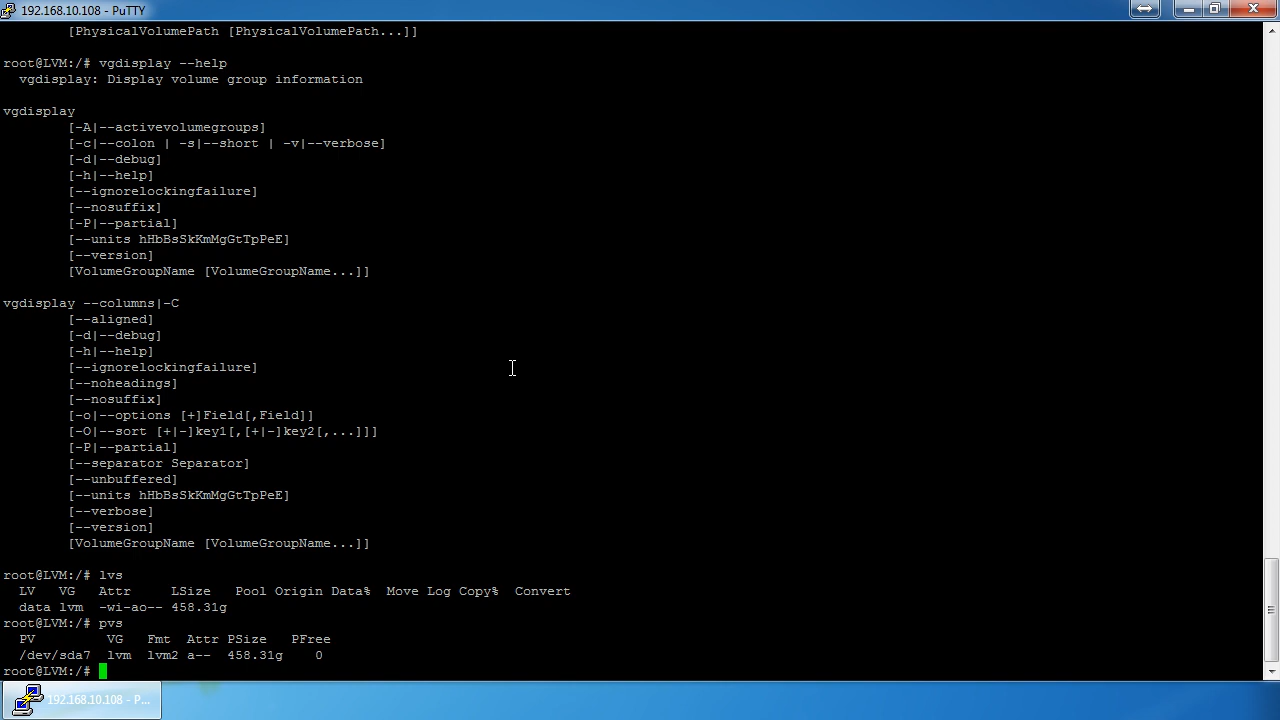 192.168.10.108 - PuTTY
[PhysicalVolumePath [PhysicalVolumePath...]]
root@LVM:/# vgdisplay --help
vgdisplay: Display volume group information
vgdisplay
[-A|--activevolumegroups]
[-c|--colon | -s|--short | -v|--verbose]
[-d|--debug]
[-h|--help]
[--ignorelockingfailure]
[--nosuffix]
[-P|--partial]
[--units hHbBsSkKmMgGtTpPeE]
[--version]
[VolumeGroupName [VolumeGroupName...]]
vgdisplay --columns|-C
[--aligned]
[-d|--debug]
[-h|--help]
[--ignorelockingfailure]
[--noheadings]
[--nosuffix]
[-o|--options [+]Field[,Field]]
[-O|--sort [+|-]key1[,[+|-]key2[,...]]]
[-P|--partial]
[--separator Separator]
[--unbuffered]
[--units hHbBsSkKmMgGtTpPeE]
[--verbose]
[--version]
[VolumeGroupName [VolumeGroupName...]]
root@LVM:/# lvs
LV   VG   Attr     LSize   Pool Origin Data%  Move Log Copy%  Convert
data lvm  -wi-ao-- 458.31g
root@LVM:/# pvs
PV         VG   Fmt  Attr PSize   PFree
/dev/sda7  lvm  lvm2 a--  458.31g    0
root@LVM:/#
192.168.10.108 - P...